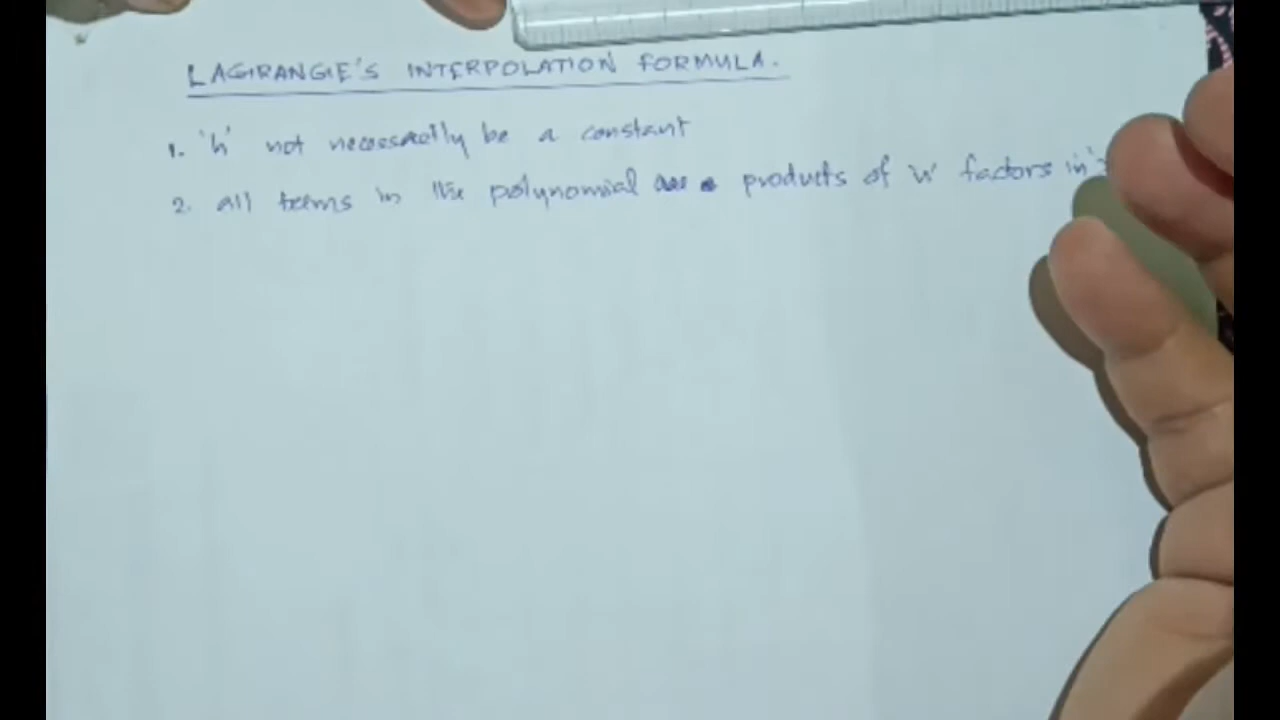 LAGRANGE'S INTERPOLATION FORMULA.
1. 'h' not necessarily be a constant
2. all terms in the polynomial are products of 'n' factors in